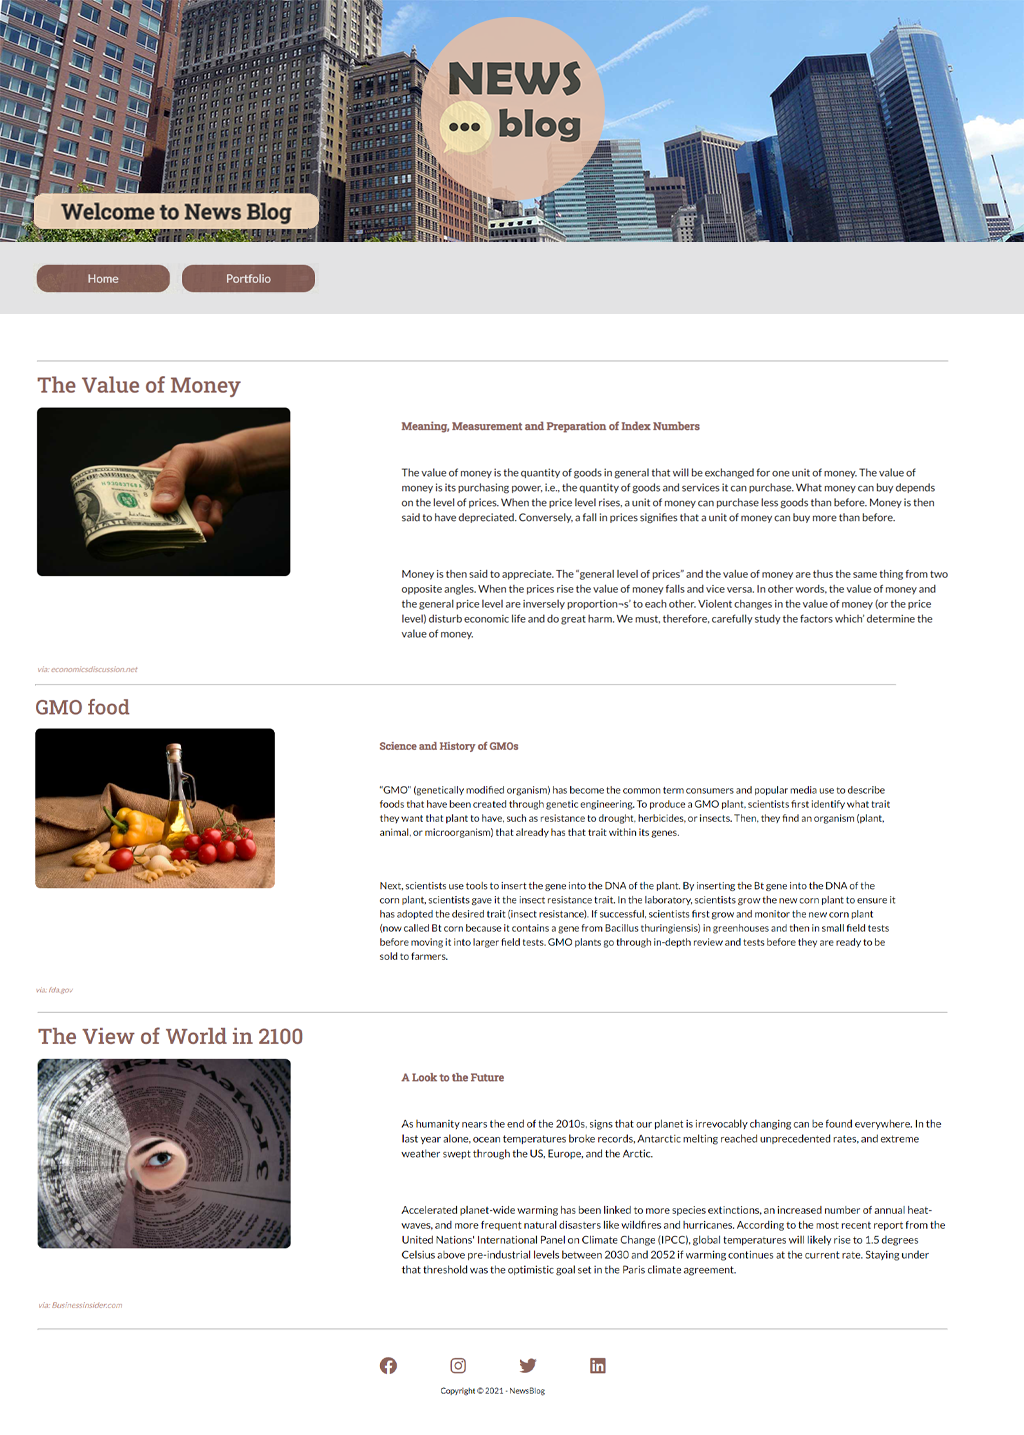 NEWS
blog
Welcome to News Blog
Home
Portfolio
The Value of Money
Meaning, Measurement and Preparation of Index Numbers
The value of money is the quantity of goods in general that will be exchanged for one unit of money. The value of
money is its purchasing power, i.e., the quantity of goods and services it can purchase. What money can buy depends
on the level of prices. When the price level rises, a unit of money can purchase less goods than before. Money is then
said to have depreciated. Conversely, a fall in prices signifies that a unit of money can buy more than before.
Money is then said to appreciate. The “general level of prices” and the value of money are thus the same thing from two
opposite angles. When the prices rise the value of money falls and vice versa. In other words, the value of money and
the general price level are inversely proportion¬s’ to each other. Violent changes in the value of money (or the price
level) disturb economic life and do great harm. We must, therefore, carefully study the factors which’ determine the
value of money.
via: economicsdiscussion.net
GMO food
Science and History of GMOs
“GMO” (genetically modified organism) has become the common term consumers and popular media use to describe
foods that have been created through genetic engineering. To produce a GMO plant, scientists first identify what trait
they want that plant to have, such as resistance to drought, herbicides, or insects. Then, they find an organism (plant,
animal, or microorganism) that already has that trait within its genes.
Next, scientists use tools to insert the gene into the DNA of the plant. By inserting the Bt gene into the DNA of the
corn plant, scientists gave it the insect resistance trait. In the laboratory, scientists grow the new corn plant to ensure it
has adopted the desired trait (insect resistance). If successful, scientists first grow and monitor the new corn plant
(now called Bt corn because it contains a gene from Bacillus thuringiensis) in greenhouses and then in small field tests
before moving it into larger field tests. GMO plants go through in-depth review and tests before they are ready to be
sold to farmers.
via: fda.gov
The View of World in 2100
A Look to the Future
As humanity nears the end of the 2010s, signs that our planet is irrevocably changing can be found everywhere. In the
last year alone, ocean temperatures broke records, Antarctic melting reached unprecedented rates, and extreme
weather swept through the US, Europe, and the Arctic.
Accelerated planet-wide warming has been linked to more species extinctions, an increased number of annual heat-
waves, and more frequent natural disasters like wildfires and hurricanes. According to the most recent report from the
United Nations' International Panel on Climate Change (IPCC), global temperatures will likely rise to 1.5 degrees
Celsius above pre-industrial levels between 2030 and 2052 if warming continues at the current rate. Staying under
that threshold was the optimistic goal set in the Paris climate agreement.
via: Businessinsider.com
Copyright © 2021 - NewsBlog